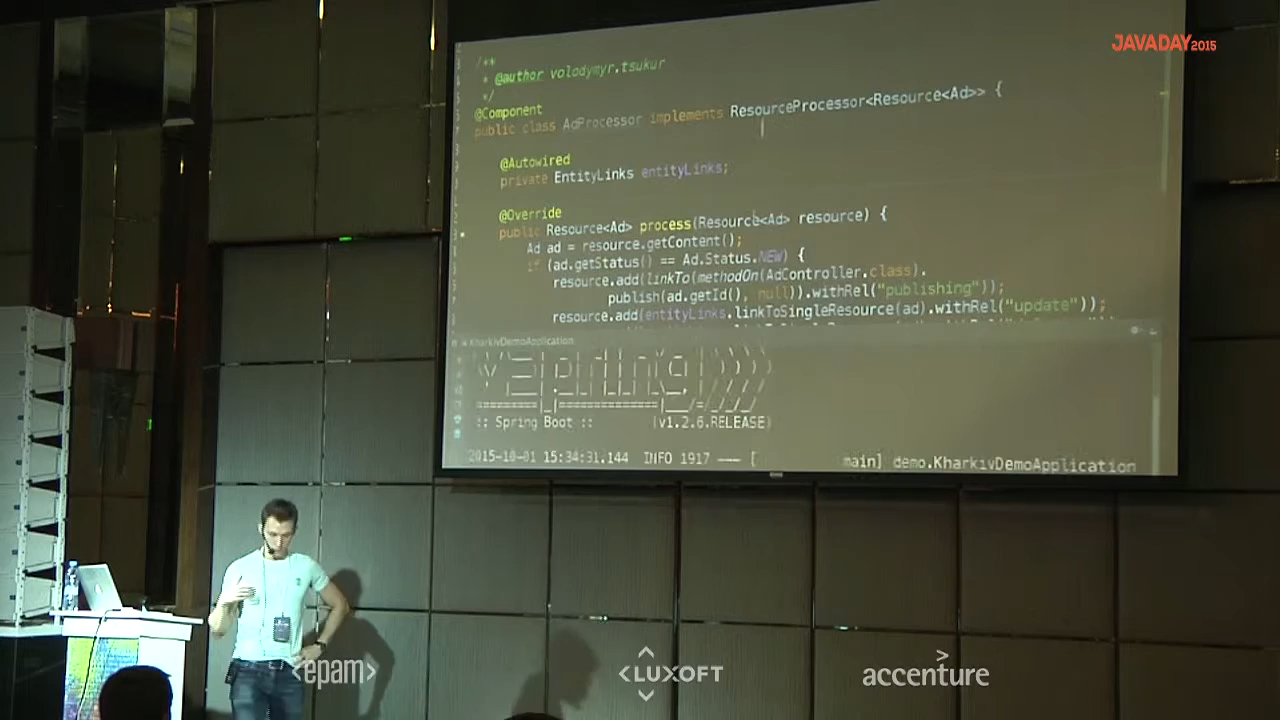 JAVADAY2015
/**
* @author volodymyr.tsukur
*/
@Component
public class AdProcessor implements ResourceProcessor<Resource<Ad>> {
@Autowired
private EntityLinks entityLinks;
@Override
public Resource<Ad> process(Resource<Ad> resource) {
Ad ad = resource.getContent();
if (ad.getStatus() == Ad.Status.NEW) {
resource.add(linkTo(methodOn(AdController.class).
publish(ad.getId(), null)).withRel("publishing"));
resource.add(entityLinks.linkToSingleResource(ad).withRel("update"));
KharkivDemoApplication
:: Spring Boot :: (v1.2.6.RELEASE)
2015-10-01 15:34:31.144 INFO 1917 --- [ main] demo.KharkivDemoApplication
<epam>
<LUXOFT
accenture